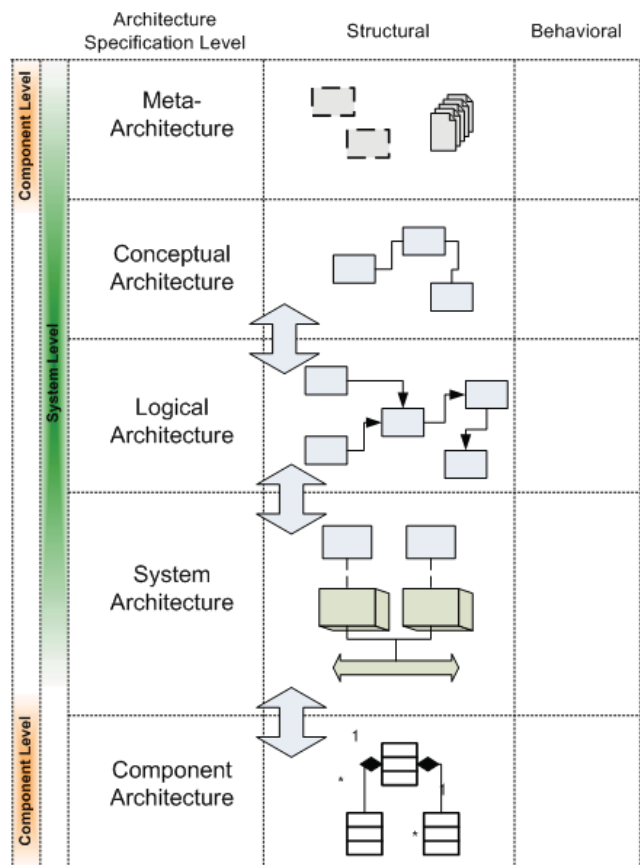 Architecture
Specification Level
Structural
Behavioral
Component Level
System Level
Meta-
Architecture
Conceptual
Architecture
Logical
Architecture
System
Architecture
Component Level
Component
Architecture
1
*
1
*